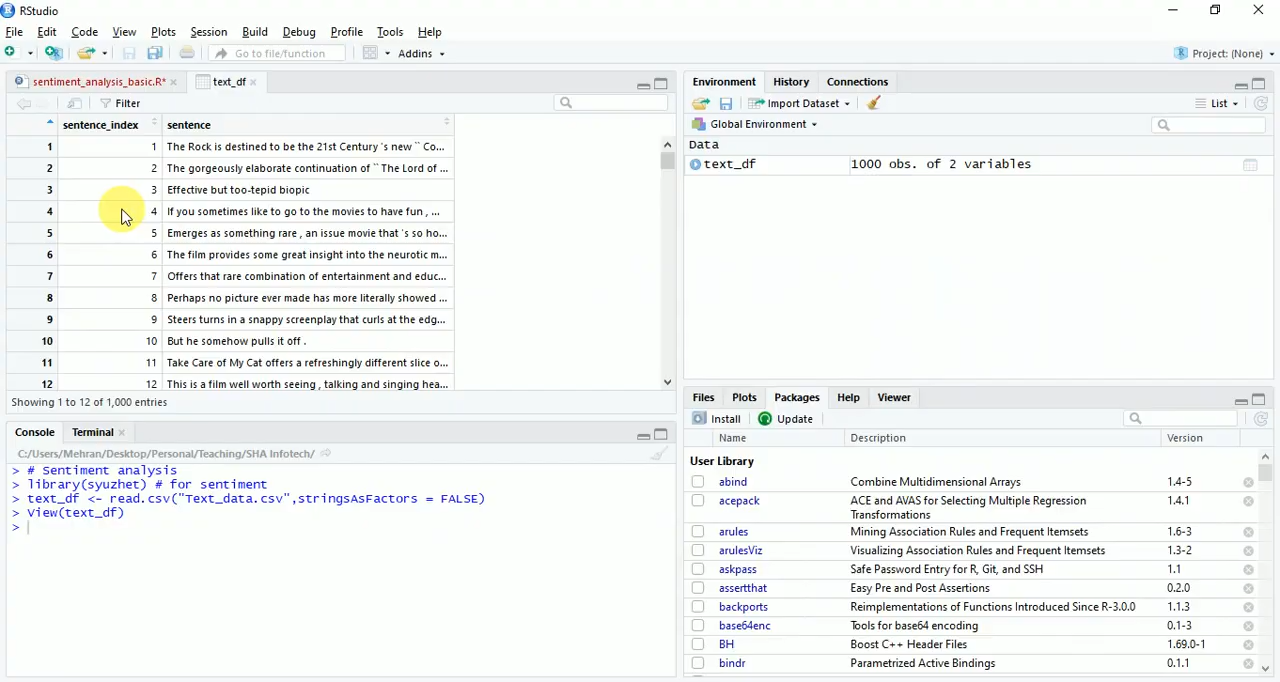 RStudio
File Edit Code View Plots Session Build Debug Profile Tools Help
Go to file/function Addins Project: (None)
sentiment_analysis_basic.R* text_df
Filter
sentence_index sentence
1 1 The Rock is destined to be the 21st Century 's new `` Co...
2 2 The gorgeously elaborate continuation of `` The Lord of ...
3 3 Effective but too-tepid biopic
4 4 If you sometimes like to go to the movies to have fun , ...
5 5 Emerges as something rare , an issue movie that 's so ho...
6 6 The film provides some great insight into the neurotic m...
7 7 Offers that rare combination of entertainment and educ...
8 8 Perhaps no picture ever made has more literally showed ...
9 9 Steers turns in a snappy screenplay that curls at the edg...
10 10 But he somehow pulls it off .
11 11 Take Care of My Cat offers a refreshingly different slice o...
12 12 This is a film well worth seeing , talking and singing hea...
Showing 1 to 12 of 1,000 entries
Console Terminal
C:/Users/Mehran/Desktop/Personal/Teaching/SHA Infotech/
> # Sentiment analysis
> library(syuzhet) # for sentiment
> text_df <- read.csv("Text_data.csv",stringsAsFactors = FALSE)
> View(text_df)
>
Environment History Connections
Import Dataset List
Global Environment
Data
text_df 1000 obs. of 2 variables
Files Plots Packages Help Viewer
Install Update
Name Description Version
User Library
abind Combine Multidimensional Arrays 1.4-5
acepack ACE and AVAS for Selecting Multiple Regression 1.4.1
Transformations
arules Mining Association Rules and Frequent Itemsets 1.6-3
arulesViz Visualizing Association Rules and Frequent Itemsets 1.3-2
askpass Safe Password Entry for R, Git, and SSH 1.1
assertthat Easy Pre and Post Assertions 0.2.0
backports Reimplementations of Functions Introduced Since R-3.0.0 1.1.3
base64enc Tools for base64 encoding 0.1-3
BH Boost C++ Header Files 1.69.0-1
bindr Parametrized Active Bindings 0.1.1